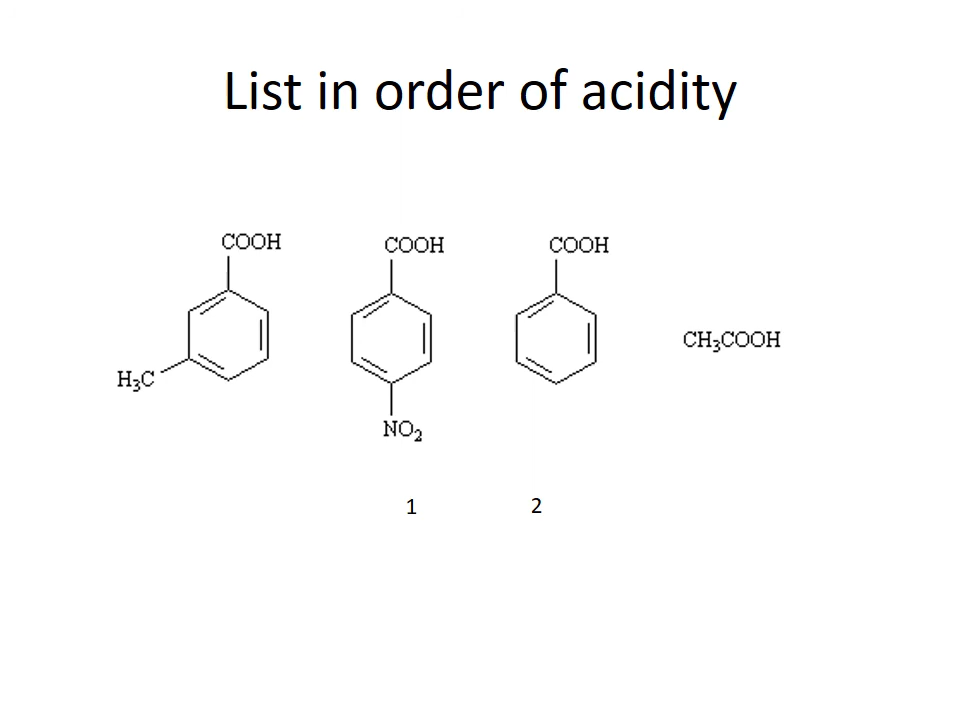 List in order of acidity
COOH COOH COOH
CH₃COOH
H₃C
NO₂
1 2